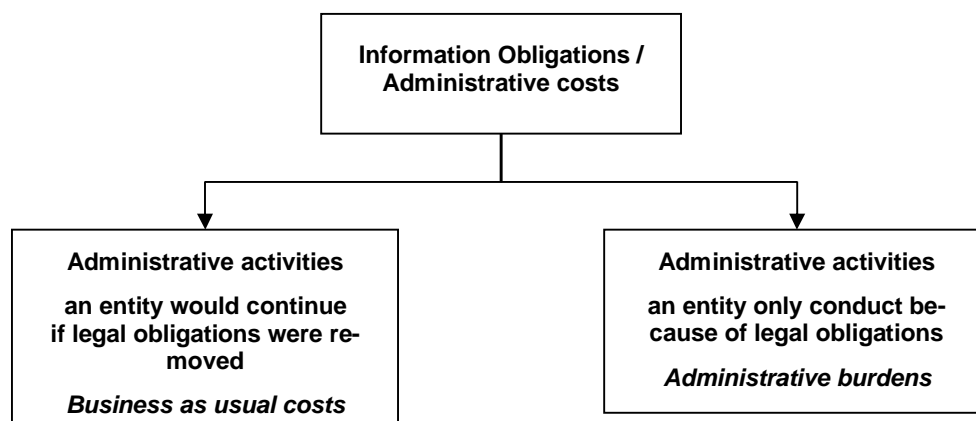 Information Obligations /
Administrative costs
Administrative activities
an entity would continue
if legal obligations were re-
moved
Business as usual costs
Administrative activities
an entity only conduct be-
cause of legal obligations
Administrative burdens